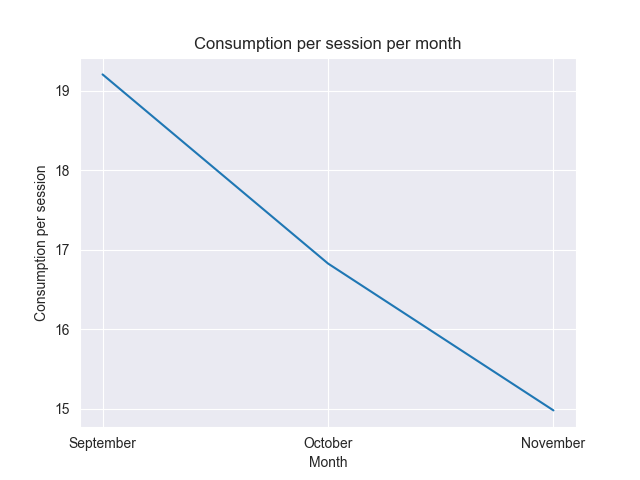 Consumption per session per month
Consumption per session
19
18
17
16
15
September October November
Month